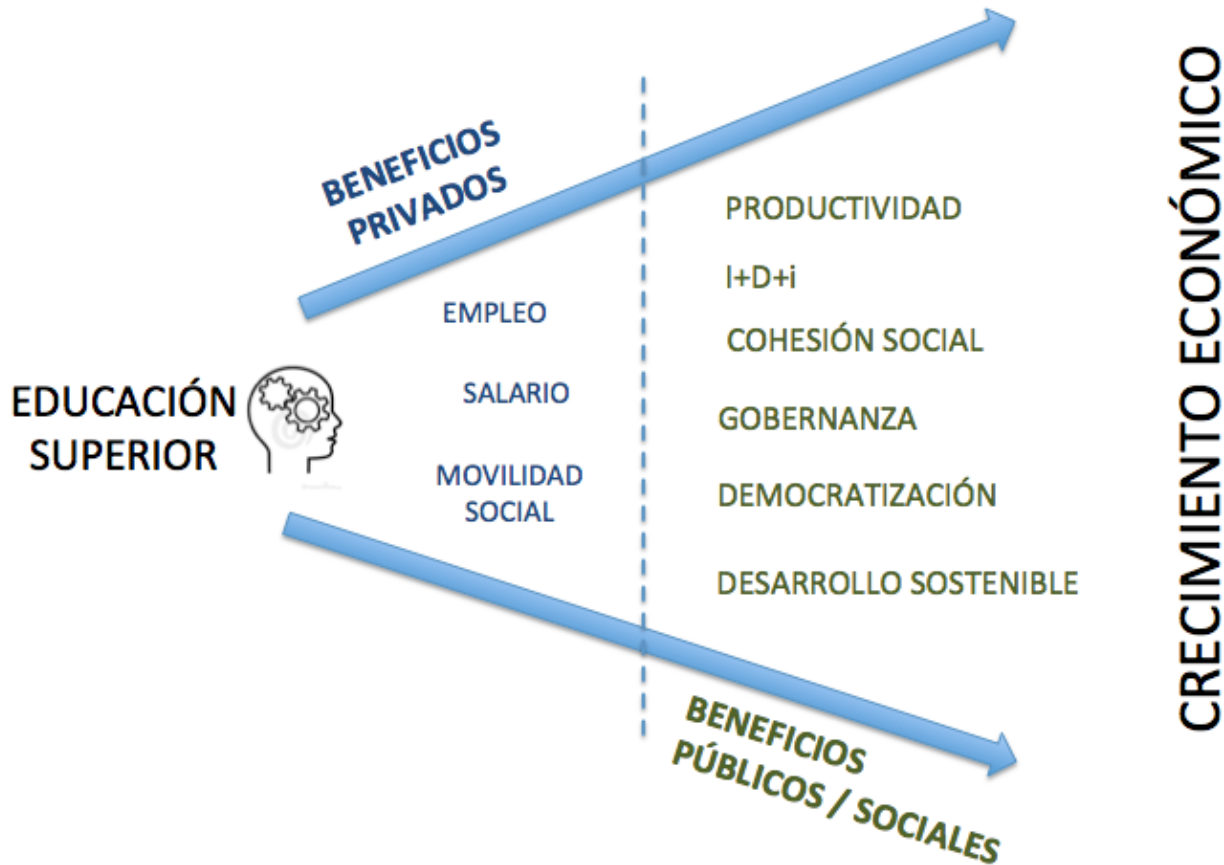 EDUCACIÓN
SUPERIOR
BENEFICIOS
PRIVADOS
EMPLEO
SALARIO
MOVILIDAD
SOCIAL
PRODUCTIVIDAD
I+D+i
COHESIÓN SOCIAL
GOBERNANZA
DEMOCRATIZACIÓN
DESARROLLO SOSTENIBLE
BENEFICIOS
PÚBLICOS / SOCIALES
CRECIMIENTO ECONÓMICO